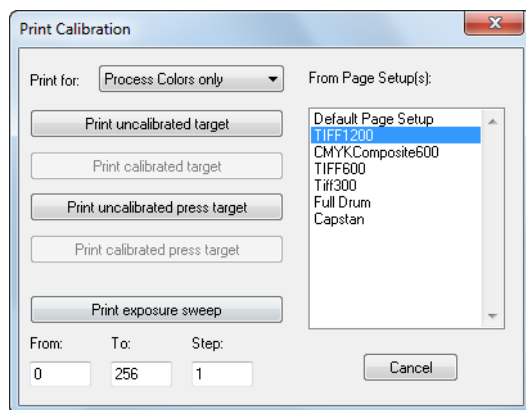 Print Calibration
Print for:
Process Colors only
Print uncalibrated target
Print calibrated target
Print uncalibrated press target
Print calibrated press target
Print exposure sweep
From:
To:
Step:
0
256
1
From Page Setup(s):
Default Page Setup
TIFF1200
CMYKComposite600
TIFF600
Tiff300
Full Drum
Capstan
Cancel